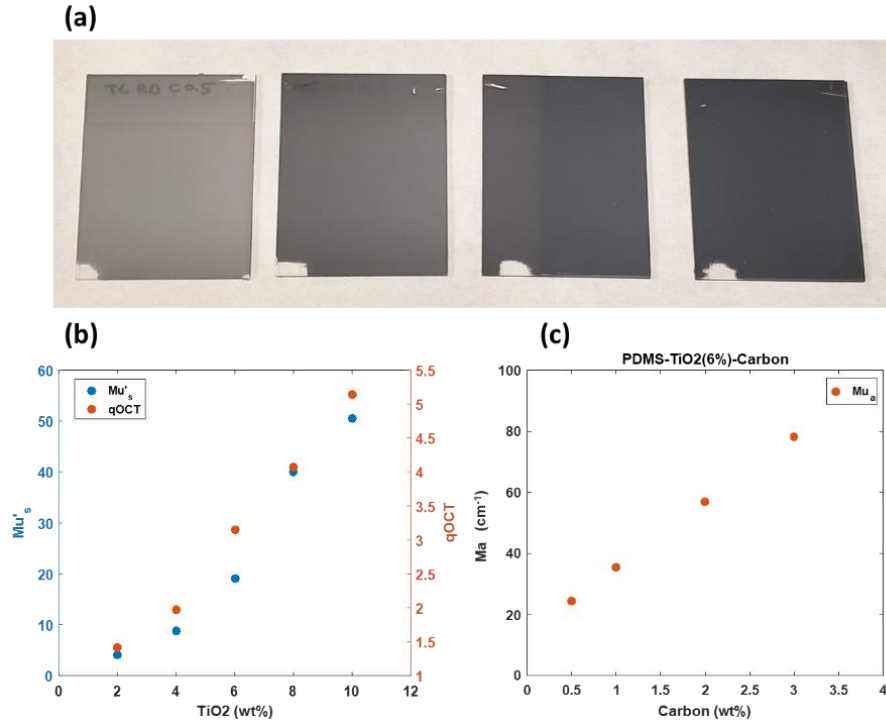 (a)
T6 R0 C0.5
(b)
60
50
40
30
20
10
0
Mu's
Mu's
qOCT
5.5
5
4.5
4
3.5
3
2.5
2
1.5
1
qOCT
0 2 4 6 8 10 12
TiO2 (wt%)
(c)
PDMS-TiO2(6%)-Carbon
100
80
60
40
20
0
Ma (cm-1)
Mu a
0 0.5 1 1.5 2 2.5 3 3.5 4
Carbon (wt%)